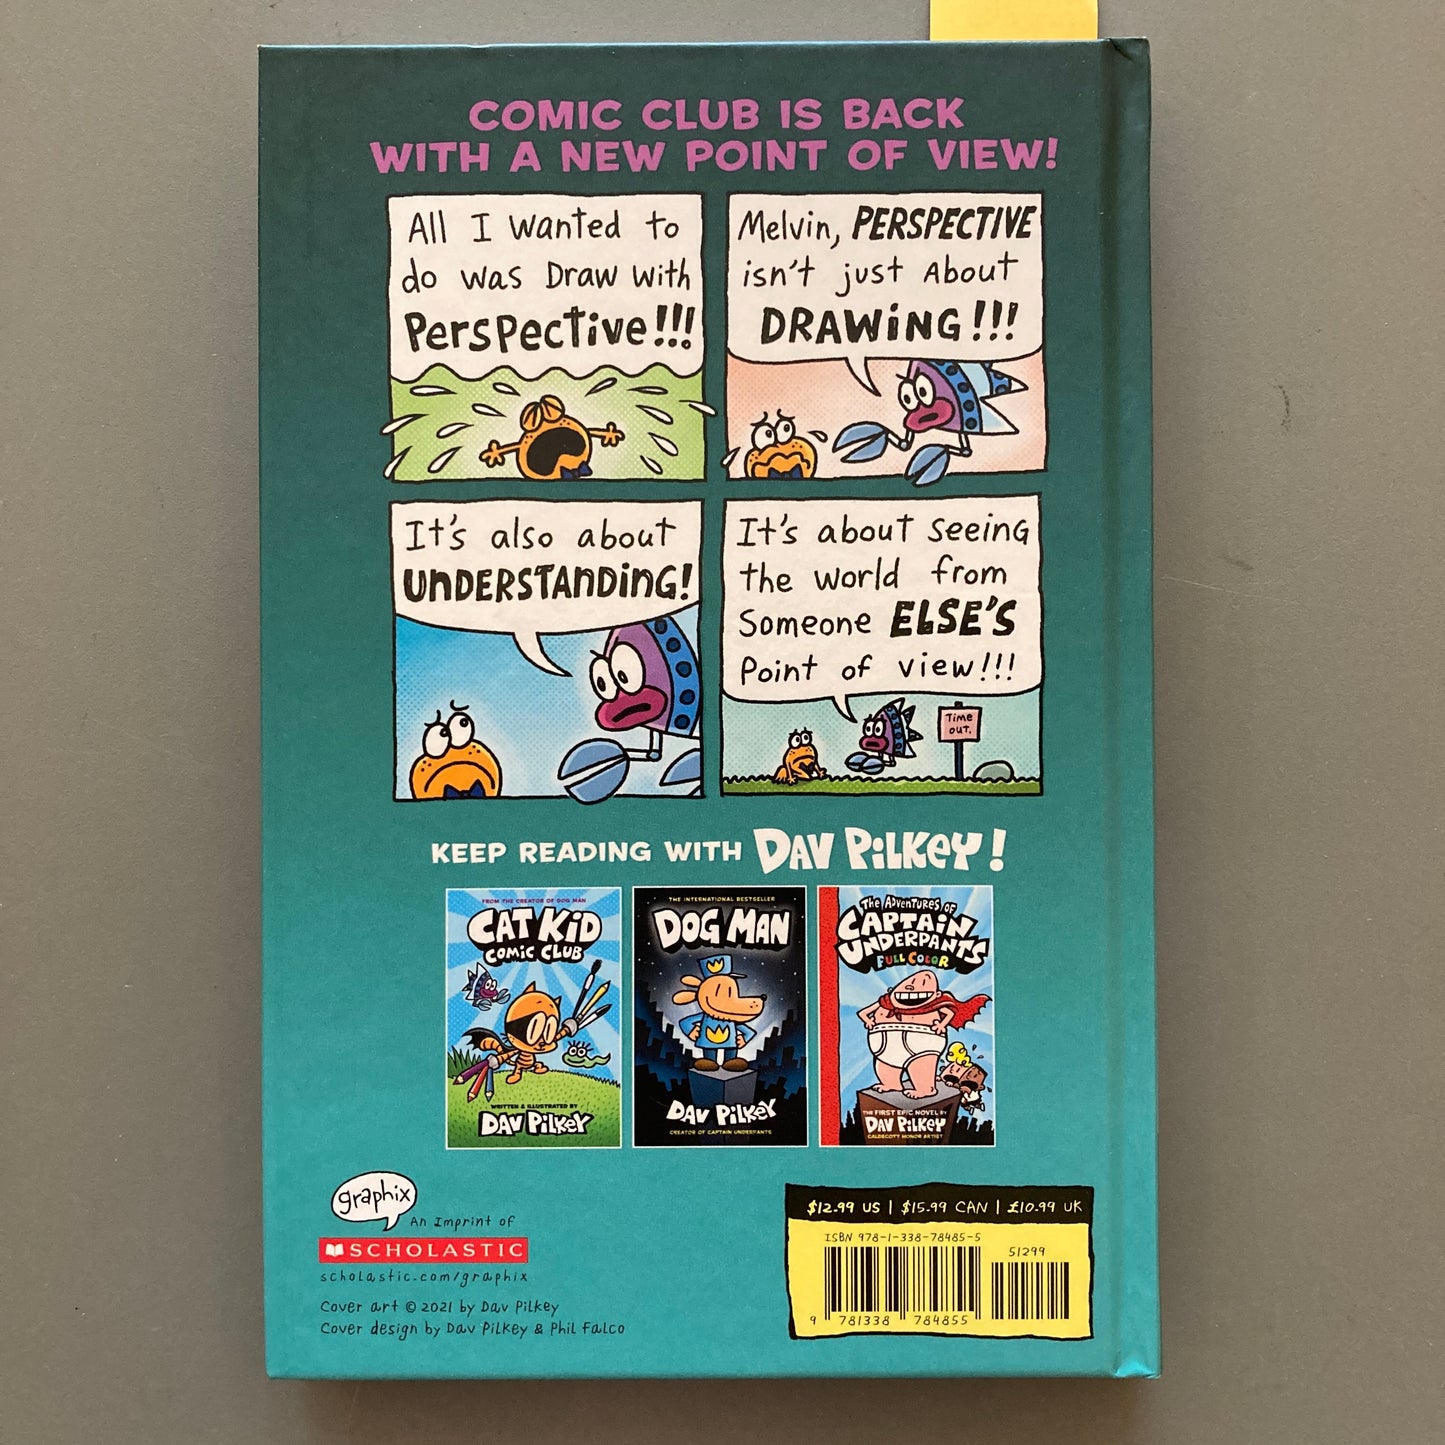 COMIC CLUB IS BACK
WITH A NEW POINT OF VIEW!
All I Wanted to
do was Draw with
Perspective!!!
Melvin, PERSPECTIVE
isn't just About
DRAWING!!!
It's also about
UNDERSTANDING!
It's about seeing
the world from
Someone ELSE'S
Point of view!!!
Time
out.
KEEP READING WITH DAV PILKEY!
FROM THE CREATOR OF DOG MAN
CAT KID
COMIC CLUB
WRITTEN & ILLUSTRATED BY
DAV PILKEY
THE INTERNATIONAL BESTSELLER
DOG MAN
DAV PILKEY
CREATOR OF CAPTAIN UNDERPANTS
THE ADVENTURES OF
CAPTAIN
UNDERPANTS
FULL COLOR
THE FIRST EPIC NOVEL BY
DAV PILKEY
CALDECOTT HONOR ARTIST
graphix
An Imprint of
SCHOLASTIC
scholastic.com/graphix
Cover art © 2021 by Dav Pilkey
Cover design by Dav Pilkey & Phil Falco
$12.99 US | $15.99 CAN | £10.99 UK
ISBN 978-1-338-78485-5
51299
9 781338 784855